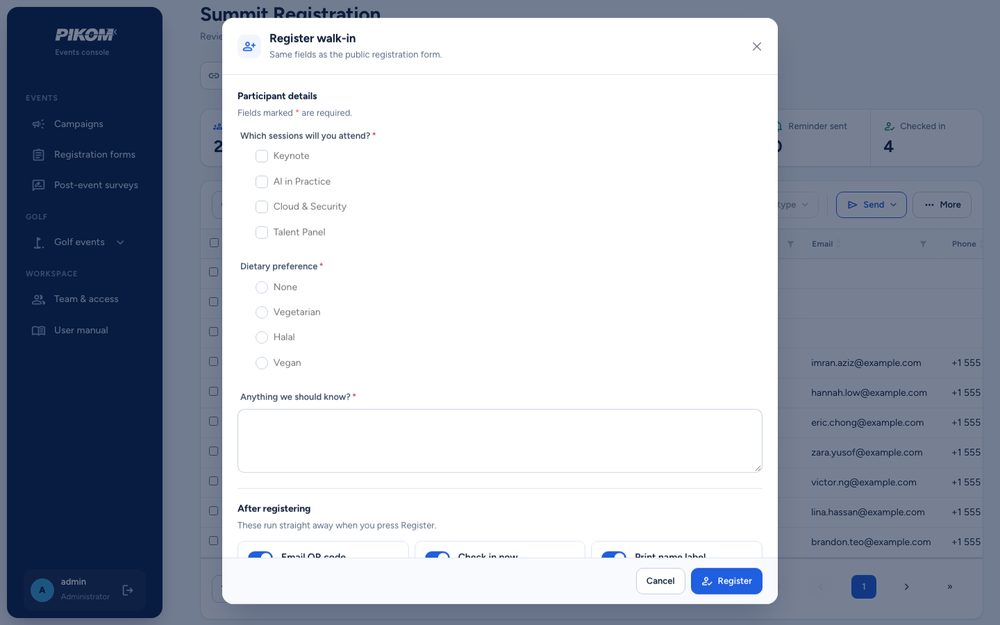 PIKOM
Events console
EVENTS
Campaigns
Registration forms
Post-event surveys
GOLF
Golf events
WORKSPACE
Team & access
User manual
A
admin
Administrator
Summit Registration
Register walk-in
Same fields as the public registration form.
Participant details
Fields marked * are required.
Which sessions will you attend? *
Keynote
AI in Practice
Cloud & Security
Talent Panel
Dietary preference *
None
Vegetarian
Halal
Vegan
Anything we should know? *
After registering
These run straight away when you press Register.
Email QR code
Check in now
Print name label
Cancel
Register
Reminder sent
Checked in
4
type
Send
More
Email
Phone
imran.aziz@example.com +1 555
hannah.low@example.com +1 555
eric.chong@example.com +1 555
zara.yusof@example.com +1 555
victor.ng@example.com +1 555
lina.hassan@example.com +1 555
brandon.teo@example.com +1 555
1